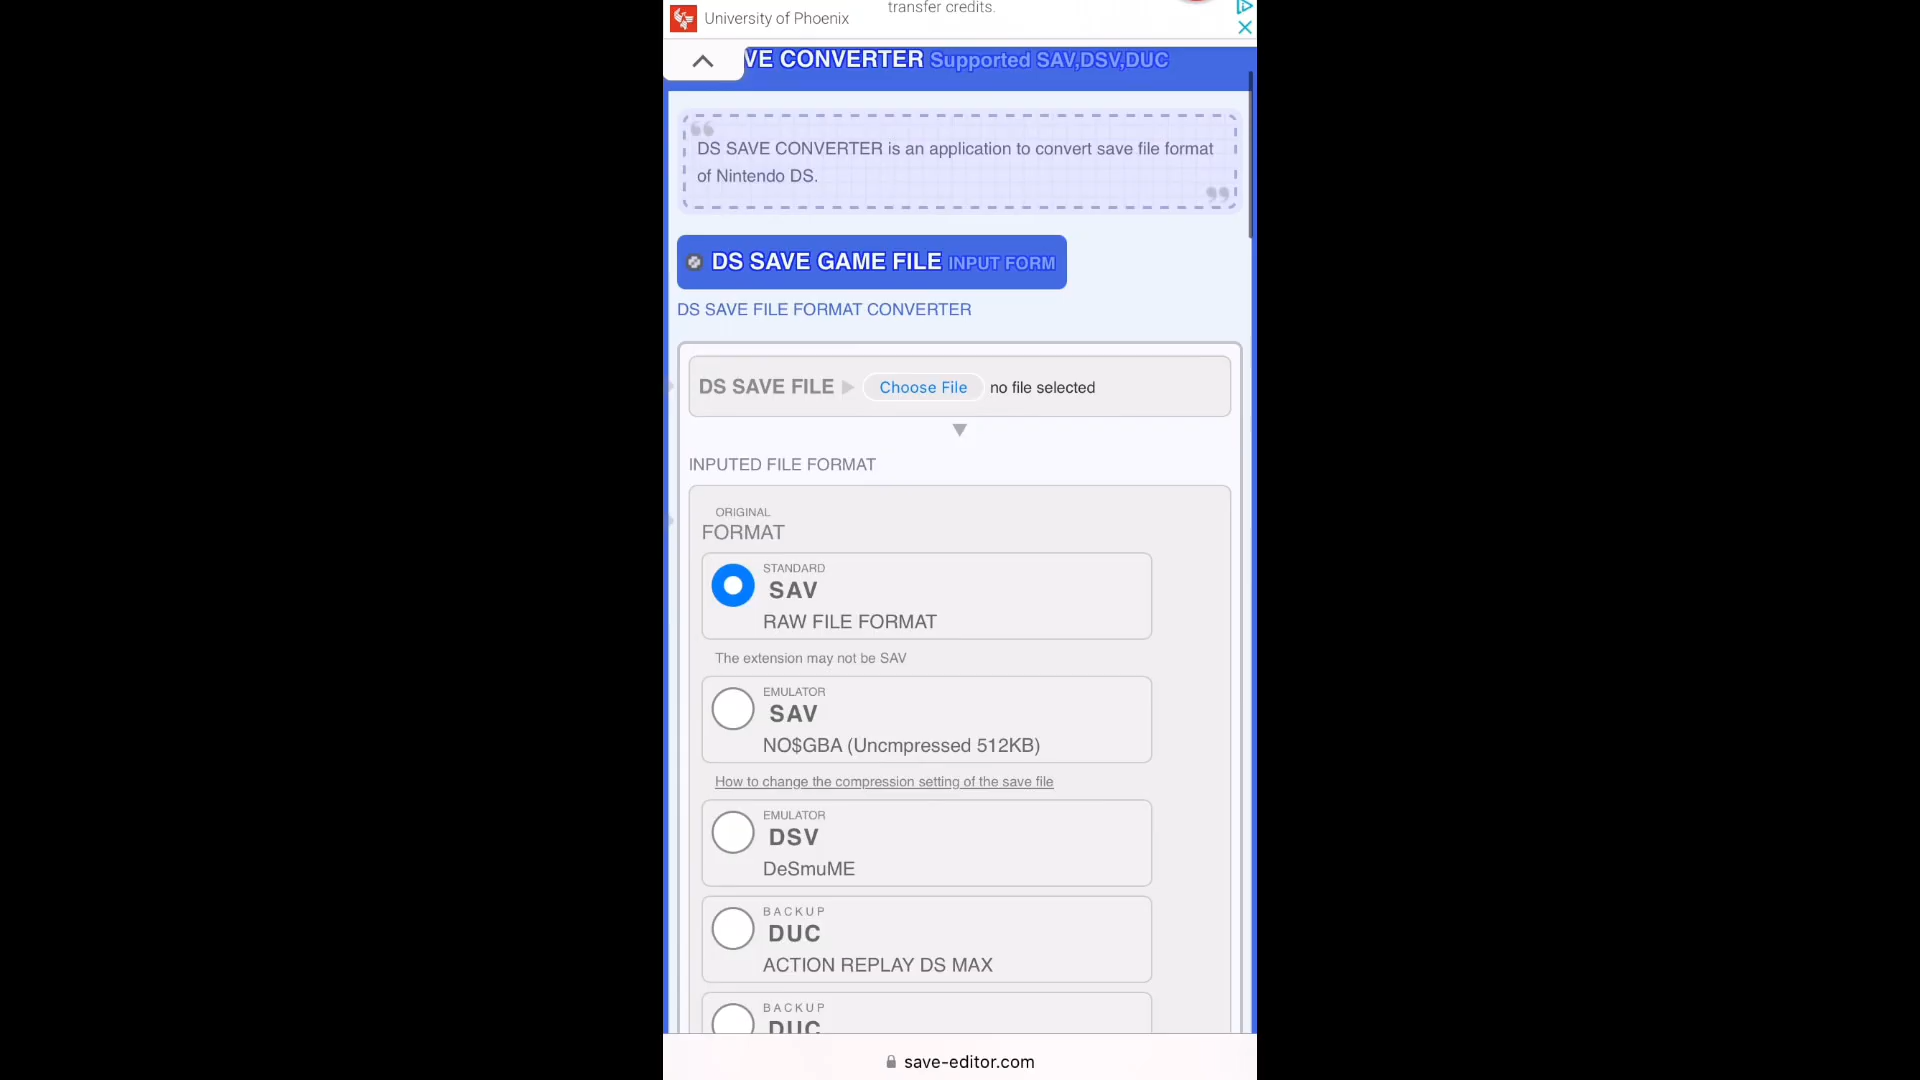 transfer credits.
University of Phoenix
VE CONVERTER Supported SAV,DSV,DUC
DS SAVE CONVERTER is an application to convert save file format
of Nintendo DS.
DS SAVE GAME FILE INPUT FORM
DS SAVE FILE FORMAT CONVERTER
DS SAVE FILE Choose File no file selected
INPUTED FILE FORMAT
ORIGINAL
FORMAT
STANDARD
SAV
RAW FILE FORMAT
The extension may not be SAV
EMULATOR
SAV
NO$GBA (Uncmpressed 512KB)
How to change the compression setting of the save file
EMULATOR
DSV
DeSmuME
BACKUP
DUC
ACTION REPLAY DS MAX
BACKUP
DUC
save-editor.com